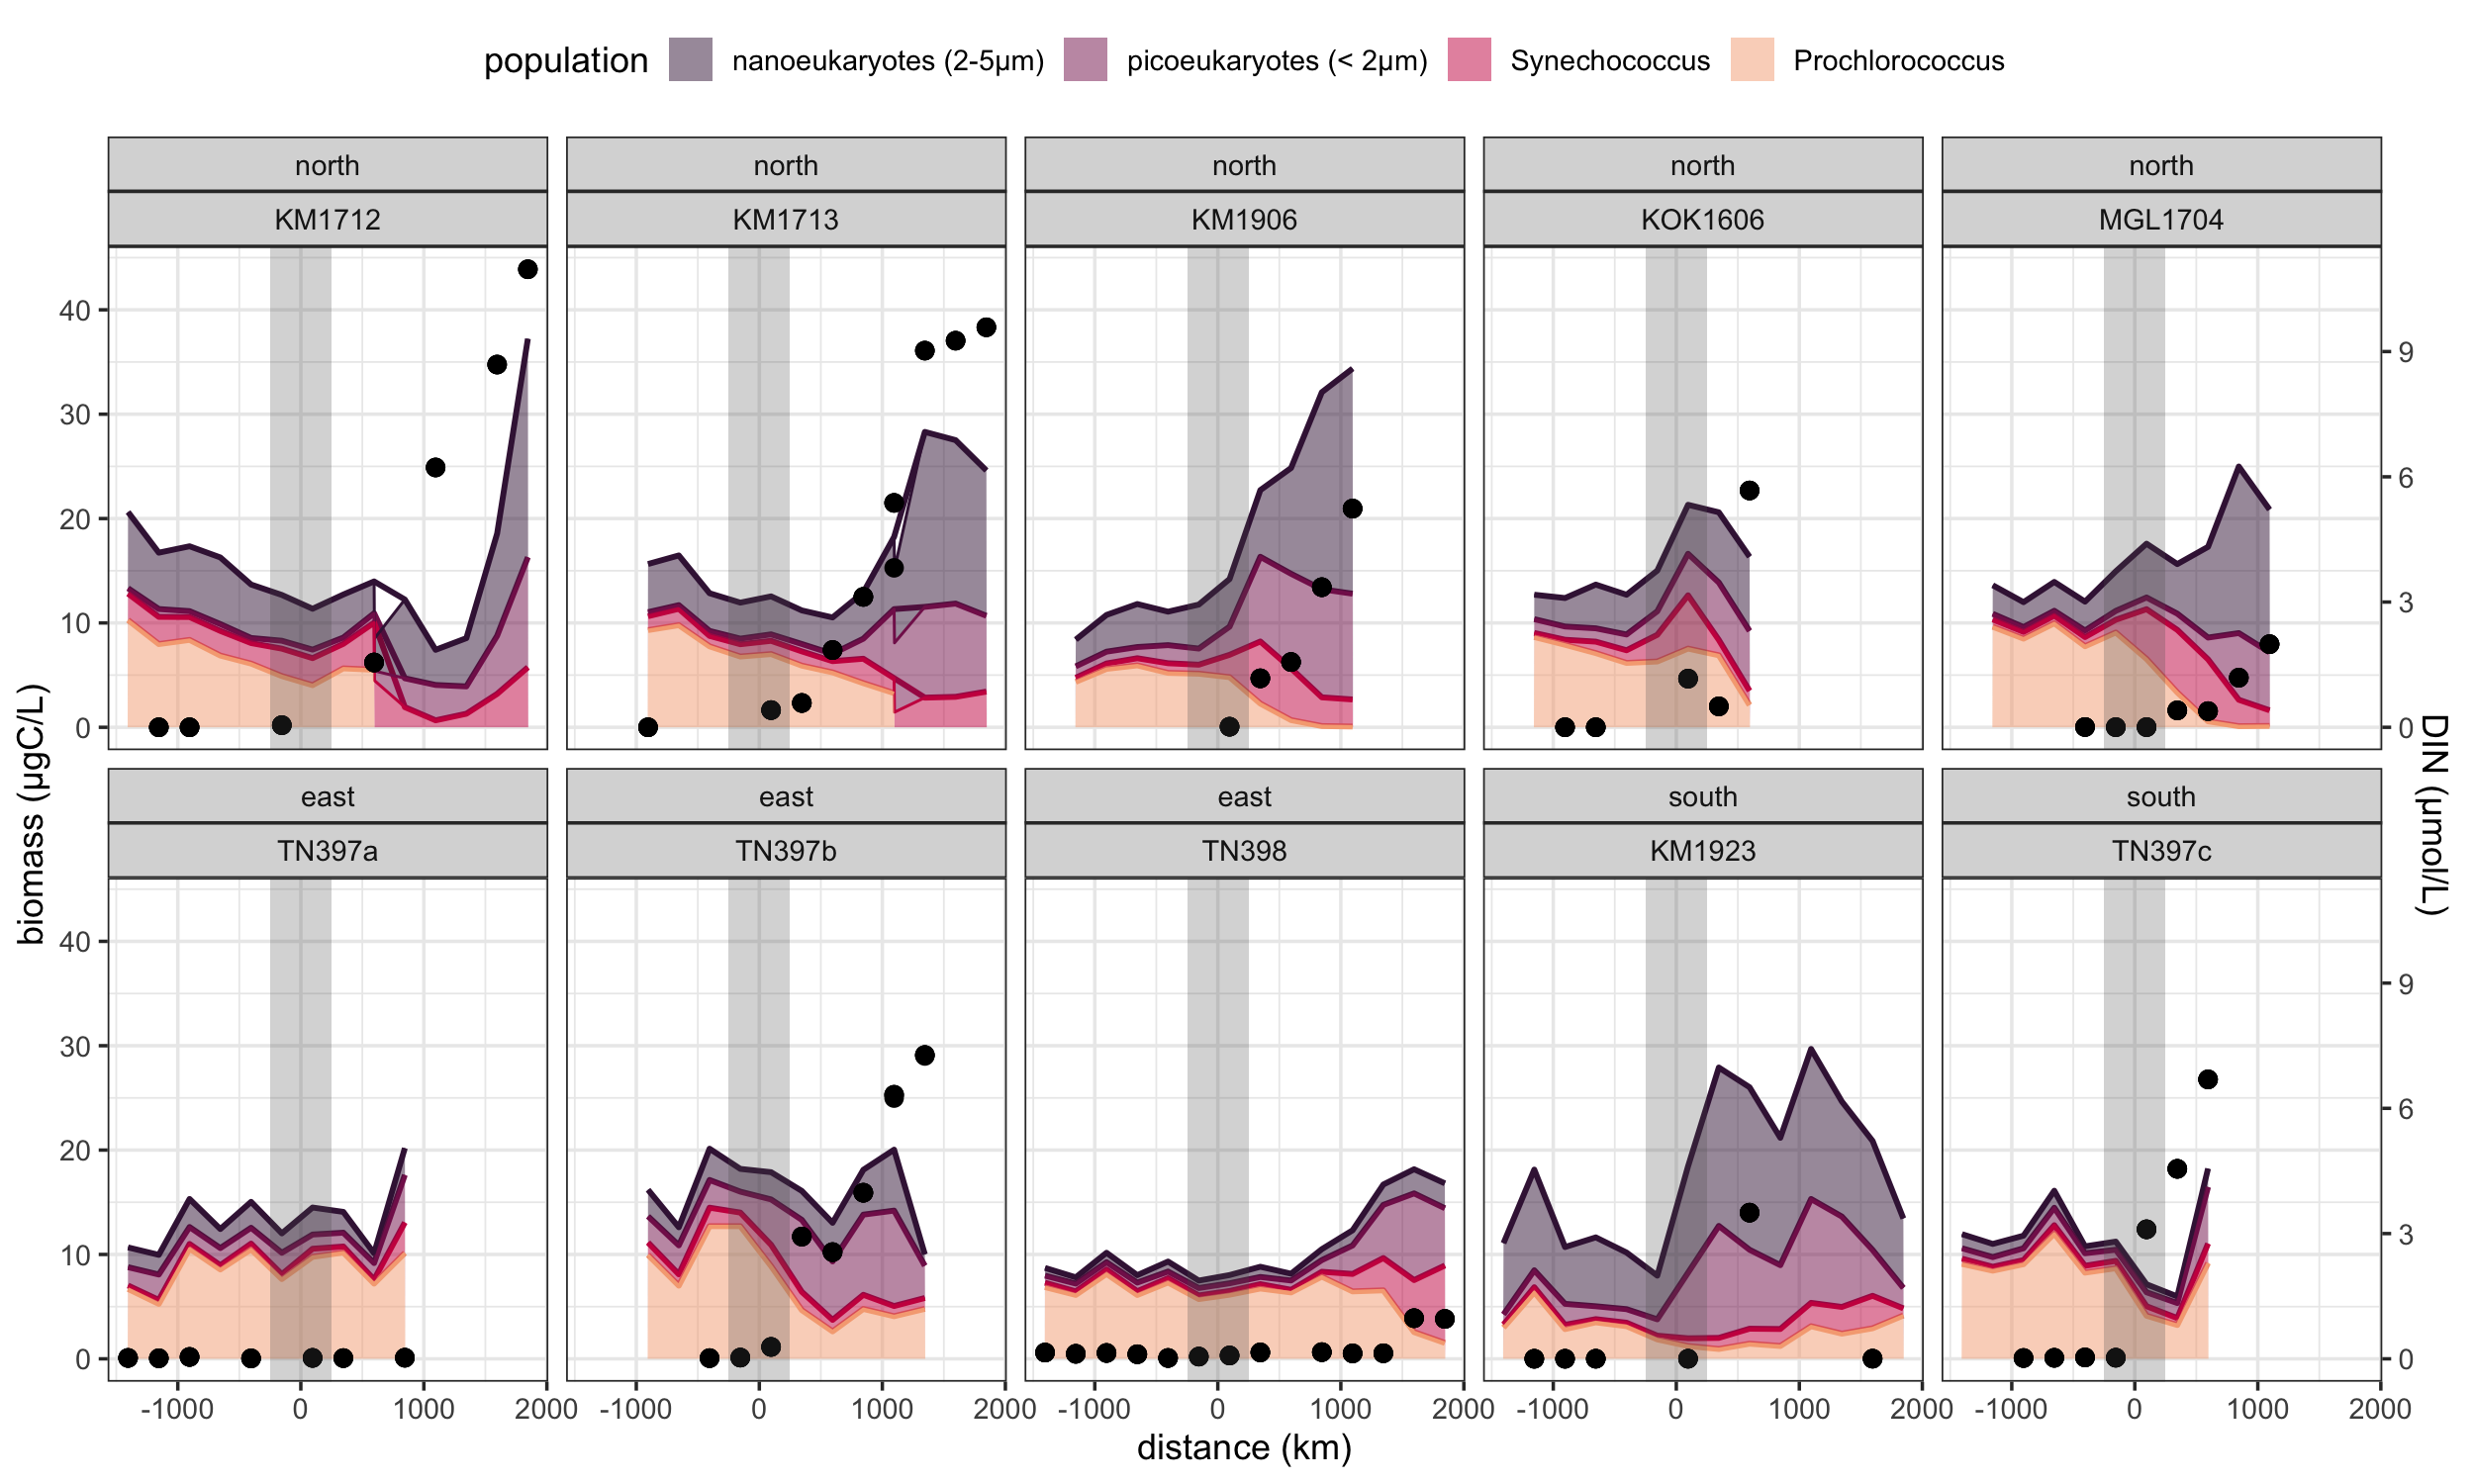 population nanoeukaryotes (2-5µm) picoeukaryotes (< 2µm) Synechococcus Prochlorococcus
north north north north north
KM1712 KM1713 KM1906 KOK1606 MGL1704
40
30
20
10
0
9
6
3
0
east east east south south
TN397a TN397b TN398 KM1923 TN397c
40
30
20
10
0
9
6
3
0
-1000 0 1000 2000 -1000 0 1000 2000 -1000 0 1000 2000 -1000 0 1000 2000 -1000 0 1000 2000
distance (km)
biomass (µgC/L)
DIN (µmol/L)